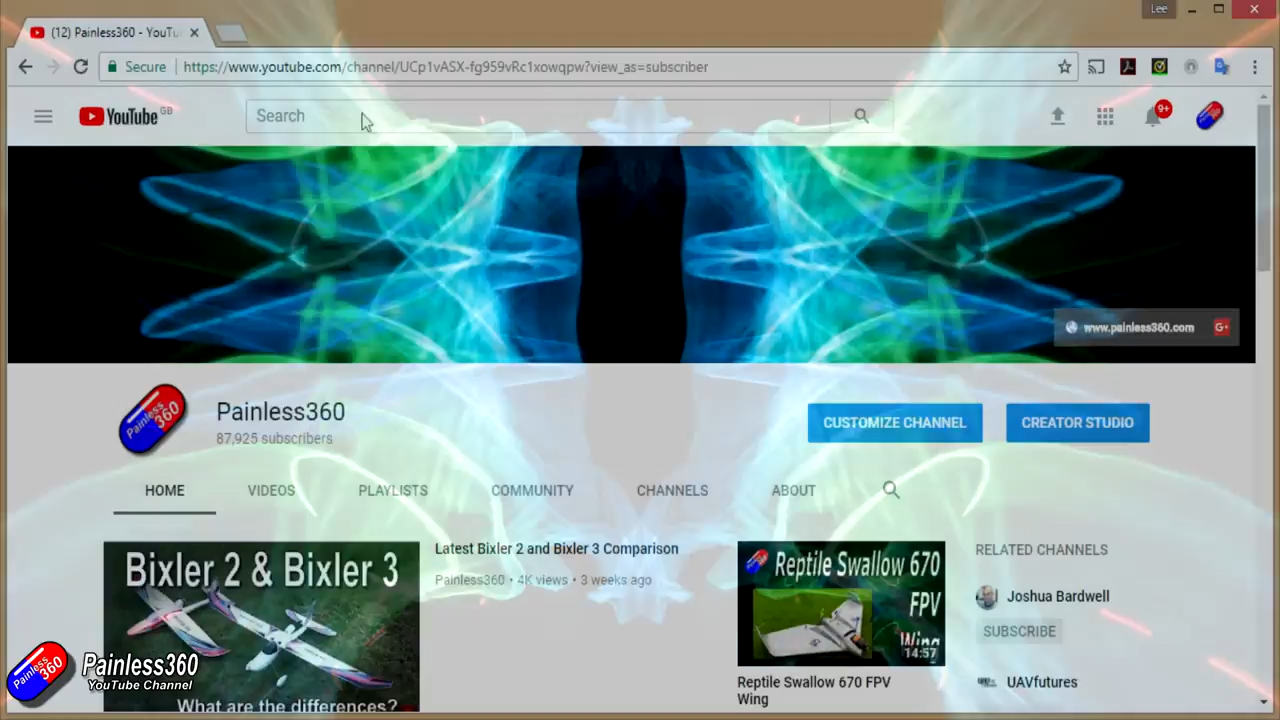 Lee
(12) Painless360 - YouTu
Secure
https://www.youtube.com/channel/UCp1vASX-fg959vRc1xowqpw?view_as=subscriber
YouTube GB
Search
9+
www.painless360.com
G+
Painless 360
Painless360
87,925 subscribers
CUSTOMIZE CHANNEL
CREATOR STUDIO
HOME
VIDEOS
PLAYLISTS
COMMUNITY
CHANNELS
ABOUT
Bixler 2 & Bixler 3
What are the differences?
Latest Bixler 2 and Bixler 3 Comparison
Painless360 • 4K views • 3 weeks ago
Reptile Swallow 670
FPV
Wing
14:57
Reptile Swallow 670 FPV
Wing
RELATED CHANNELS
Joshua Bardwell
SUBSCRIBE
UAVfutures
Painless 360
Painless360
YouTube Channel